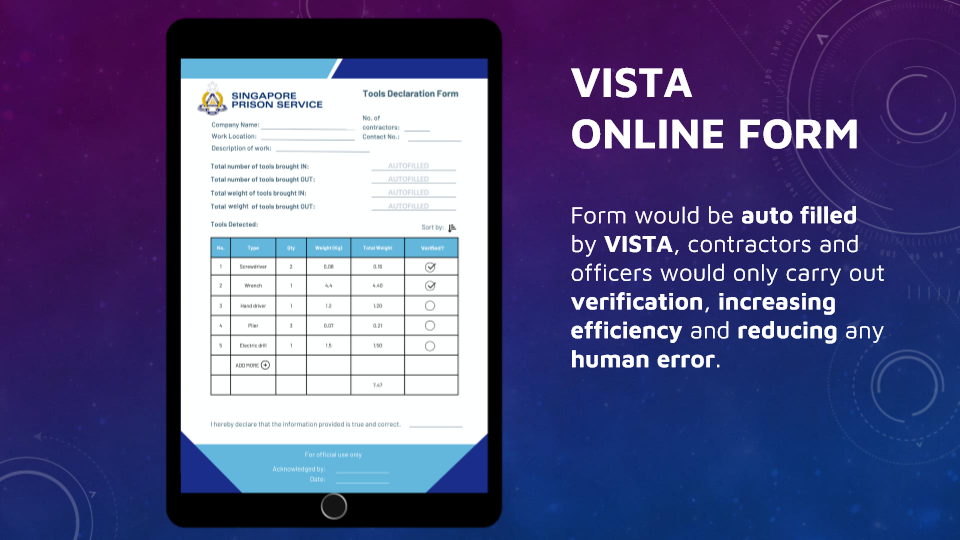 VISTA
ONLINE FORM
Form would be auto filled
by VISTA, contractors and
officers would only carry out
verification, increasing
efficiency and reducing any
human error.
SINGAPORE
PRISON SERVICE
Tools Declaration Form
Company Name:
Work Location:
Description of work:
No. of
contractors:
Contact No.:
Total number of tools brought IN: AUTOFILLED
Total number of tools brought OUT: AUTOFILLED
Total weight of tools brought IN: AUTOFILLED
Total weight of tools brought OUT: AUTOFILLED
Tools Detected:
Sort by:
No. Type Qty Weight (Kg) Total Weight Verified?
1 Screwdriver 2 0.08 0.16
2 Wrench 1 4.4 4.40
3 Hand driver 1 1.2 1.20
4 Plier 3 0.07 0.21
5 Electric drill 1 1.5 1.50
ADD MORE
7.47
I hereby declare that the information provided is true and correct.
For official use only
Acknowledged by:
Date: